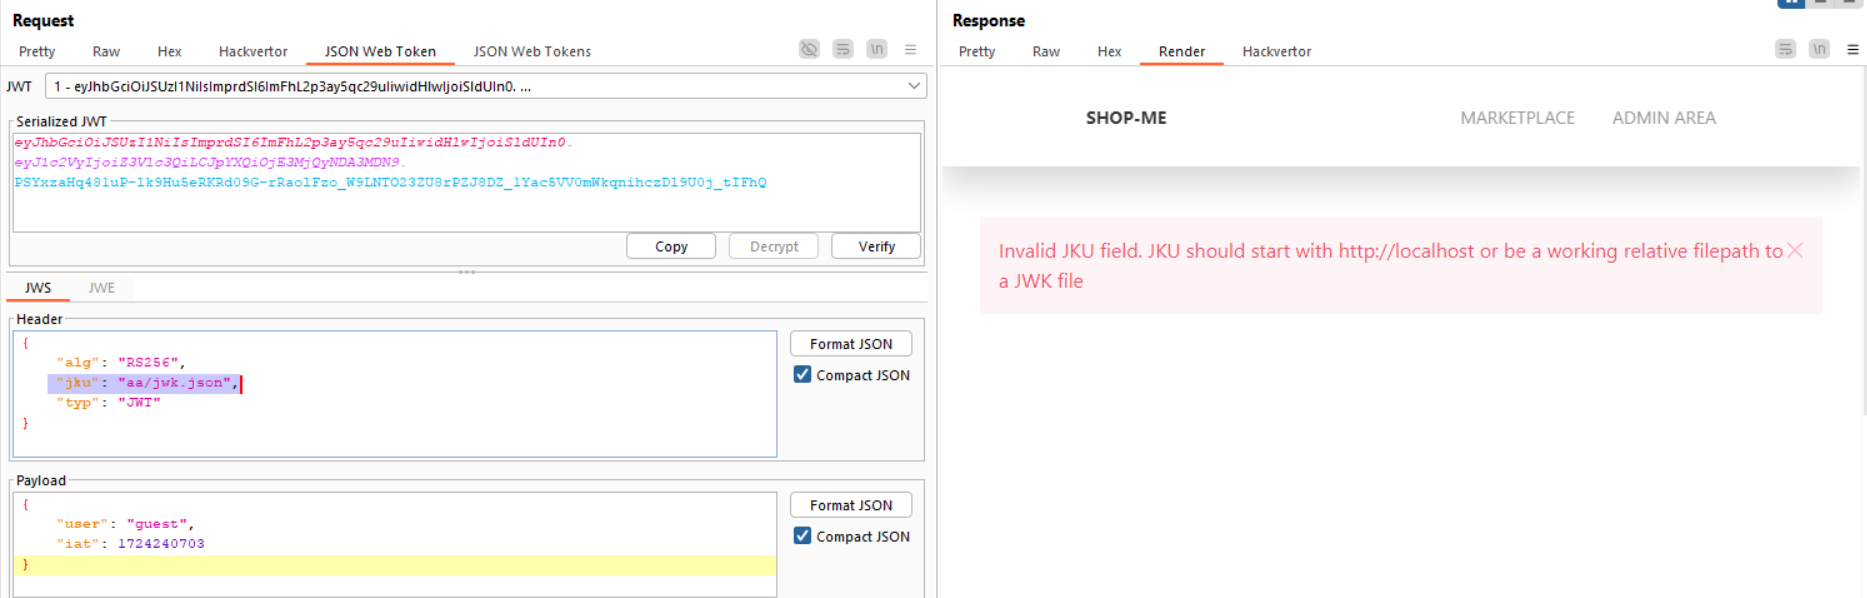 Request
Pretty Raw Hex Hackvertor JSON Web Token JSON Web Tokens \n
JWT 1 - eyJhbGciOiJSUzI1NiIsImprdSI6ImFhL2p3ay5qc29uIiwidHlwIjoiSldUIn0. ...
Serialized JWT
eyJhbGciOiJSUzI1NiIsImprdSI6ImFhL2p3ay5qc29uIiwidHlwIjoiSldUIn0.
eyJ1c2VyIjoiZ3Vlc3QiLCJpYXQiOjE3MjQyNDA3MDN9.
PSYxzaHq481uP-1k9Hu5eRKRd09G-rRao1Fzo_W9LNTO23ZU8rPZJ8DZ_1Yac5VV0mWkqnihczD19U0j_tIFhQ
Copy Decrypt Verify
JWS JWE
Header
{
"alg": "RS256",
"jku": "aa/jwk.json",
"typ": "JWT"
}
Format JSON
Compact JSON
Payload
{
"user": "guest",
"iat": 1724240703
}
Format JSON
Compact JSON
Response
Pretty Raw Hex Render Hackvertor \n
SHOP-ME MARKETPLACE ADMIN AREA
Invalid JKU field. JKU should start with http://localhost or be a working relative filepath to
a JWK file